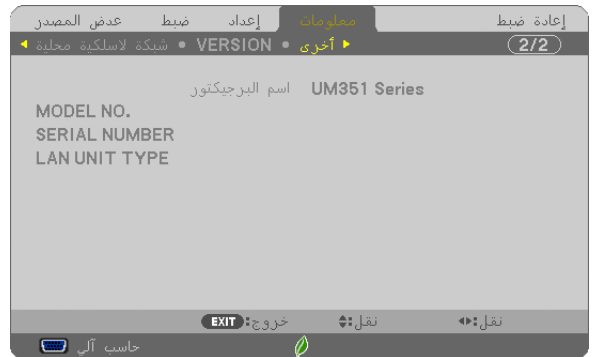 عدض المصدر ضبط إعداد معلومات إعادة ضبط
شبكة لاسلكية محلية • VERSION • أخرى 2/2
اسم البرجيكتور UM351 Series
MODEL NO.
SERIAL NUMBER
LAN UNIT TYPE
EXIT :خروج نقل: نقل:
حاسب آلي